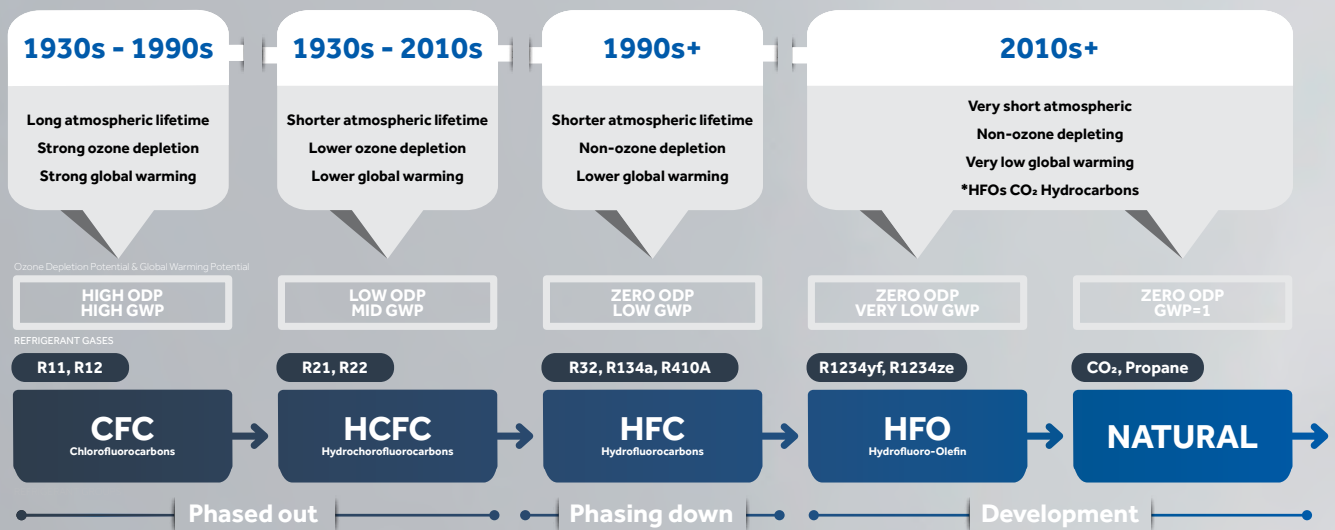 1930s - 1990s
Long atmospheric lifetime
Strong ozone depletion
Strong global warming
1930s - 2010s
Shorter atmospheric lifetime
Lower ozone depletion
Lower global warming
1990s+
Shorter atmospheric lifetime
Non-ozone depletion
Lower global warming
2010s+
Very short atmospheric
Non-ozone depleting
Very low global warming
*HFOs CO₂ Hydrocarbons
Ozone Depletion Potential & Global Warming Potential
HIGH ODP
HIGH GWP
LOW ODP
MID GWP
ZERO ODP
LOW GWP
ZERO ODP
VERY LOW GWP
ZERO ODP
GWP=1
REFRIGERANT GASES
R11, R12
R21, R22
R32, R134a, R410A
R1234yf, R1234ze
CO₂, Propane
CFC
Chlorofluorocarbons
HCFC
Hydrochorofluorocarbons
HFC
Hydrofluorocarbons
HFO
Hydrofluoro-Olefin
NATURAL
Phased out
Phasing down
Development